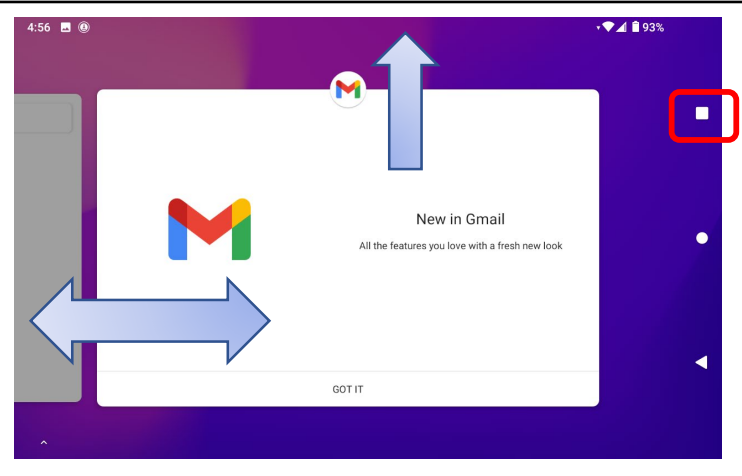 4:56
93%
New in Gmail
All the features you love with a fresh new look
GOT IT